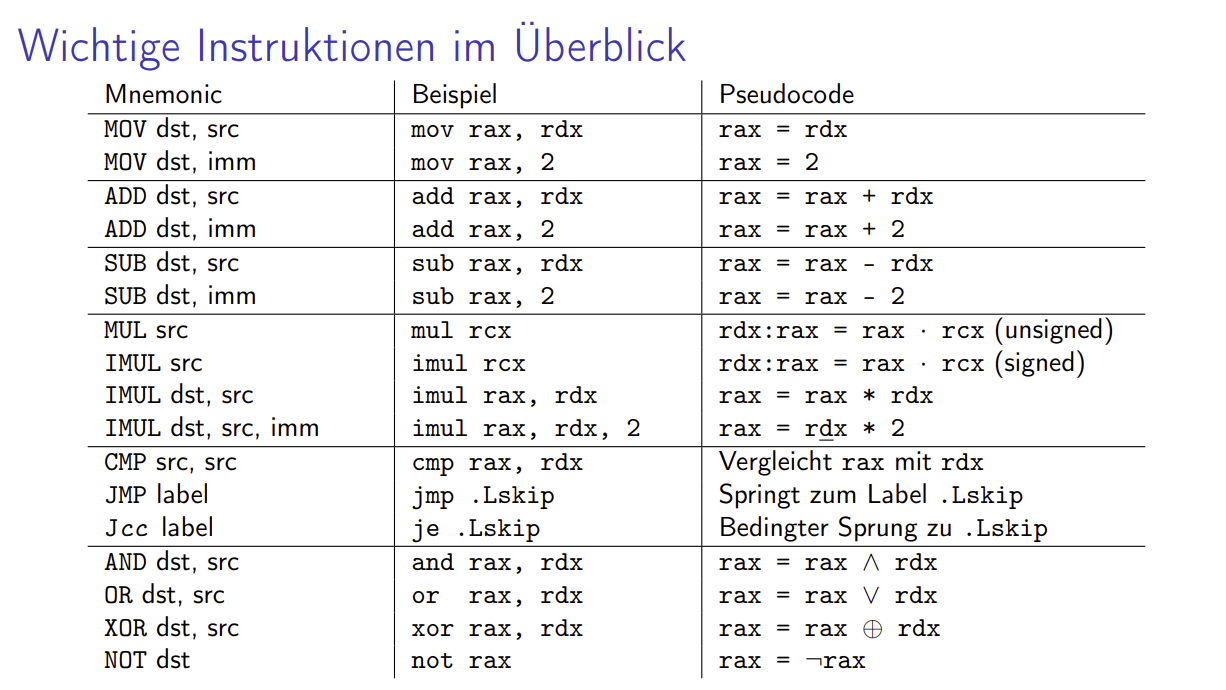 Wichtige Instruktionen im Überblick
Mnemonic Beispiel Pseudocode
MOV dst, src mov rax, rdx rax = rdx
MOV dst, imm mov rax, 2 rax = 2
ADD dst, src add rax, rdx rax = rax + rdx
ADD dst, imm add rax, 2 rax = rax + 2
SUB dst, src sub rax, rdx rax = rax - rdx
SUB dst, imm sub rax, 2 rax = rax - 2
MUL src mul rcx rdx:rax = rax · rcx (unsigned)
IMUL src imul rcx rdx:rax = rax · rcx (signed)
IMUL dst, src imul rax, rdx rax = rax * rdx
IMUL dst, src, imm imul rax, rdx, 2 rax = rdx * 2
CMP src, src cmp rax, rdx Vergleicht rax mit rdx
JMP label jmp .Lskip Springt zum Label .Lskip
Jcc label je .Lskip Bedingter Sprung zu .Lskip
AND dst, src and rax, rdx rax = rax ∧ rdx
OR dst, src or rax, rdx rax = rax ∨ rdx
XOR dst, src xor rax, rdx rax = rax ⊕ rdx
NOT dst not rax rax = ¬rax